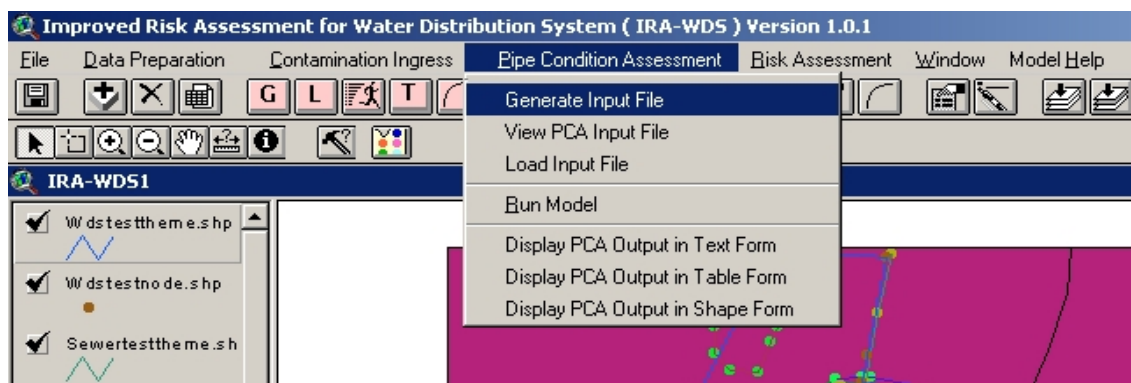 Improved Risk Assessment for Water Distribution System ( IRA-WDS ) Version 1.0.1
File Data Preparation Contamination Ingress Pipe Condition Assessment Risk Assessment Window Model Help
G L T
Generate Input File
View PCA Input File
Load Input File
Run Model
Display PCA Output in Text Form
Display PCA Output in Table Form
Display PCA Output in Shape Form
IRA-WDS1
Wdstesttheme.shp
Wdstestnode.shp
Sewertesttheme.sh